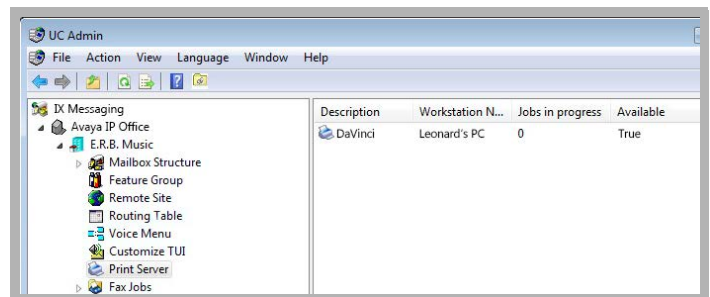 UC Admin
File Action View Language Window Help
IX Messaging
Avaya IP Office
E.R.B. Music
Mailbox Structure
Feature Group
Remote Site
Routing Table
Voice Menu
Customize TUI
Print Server
Fax Jobs
Description Workstation N... Jobs in progress Available
DaVinci Leonard's PC 0 True